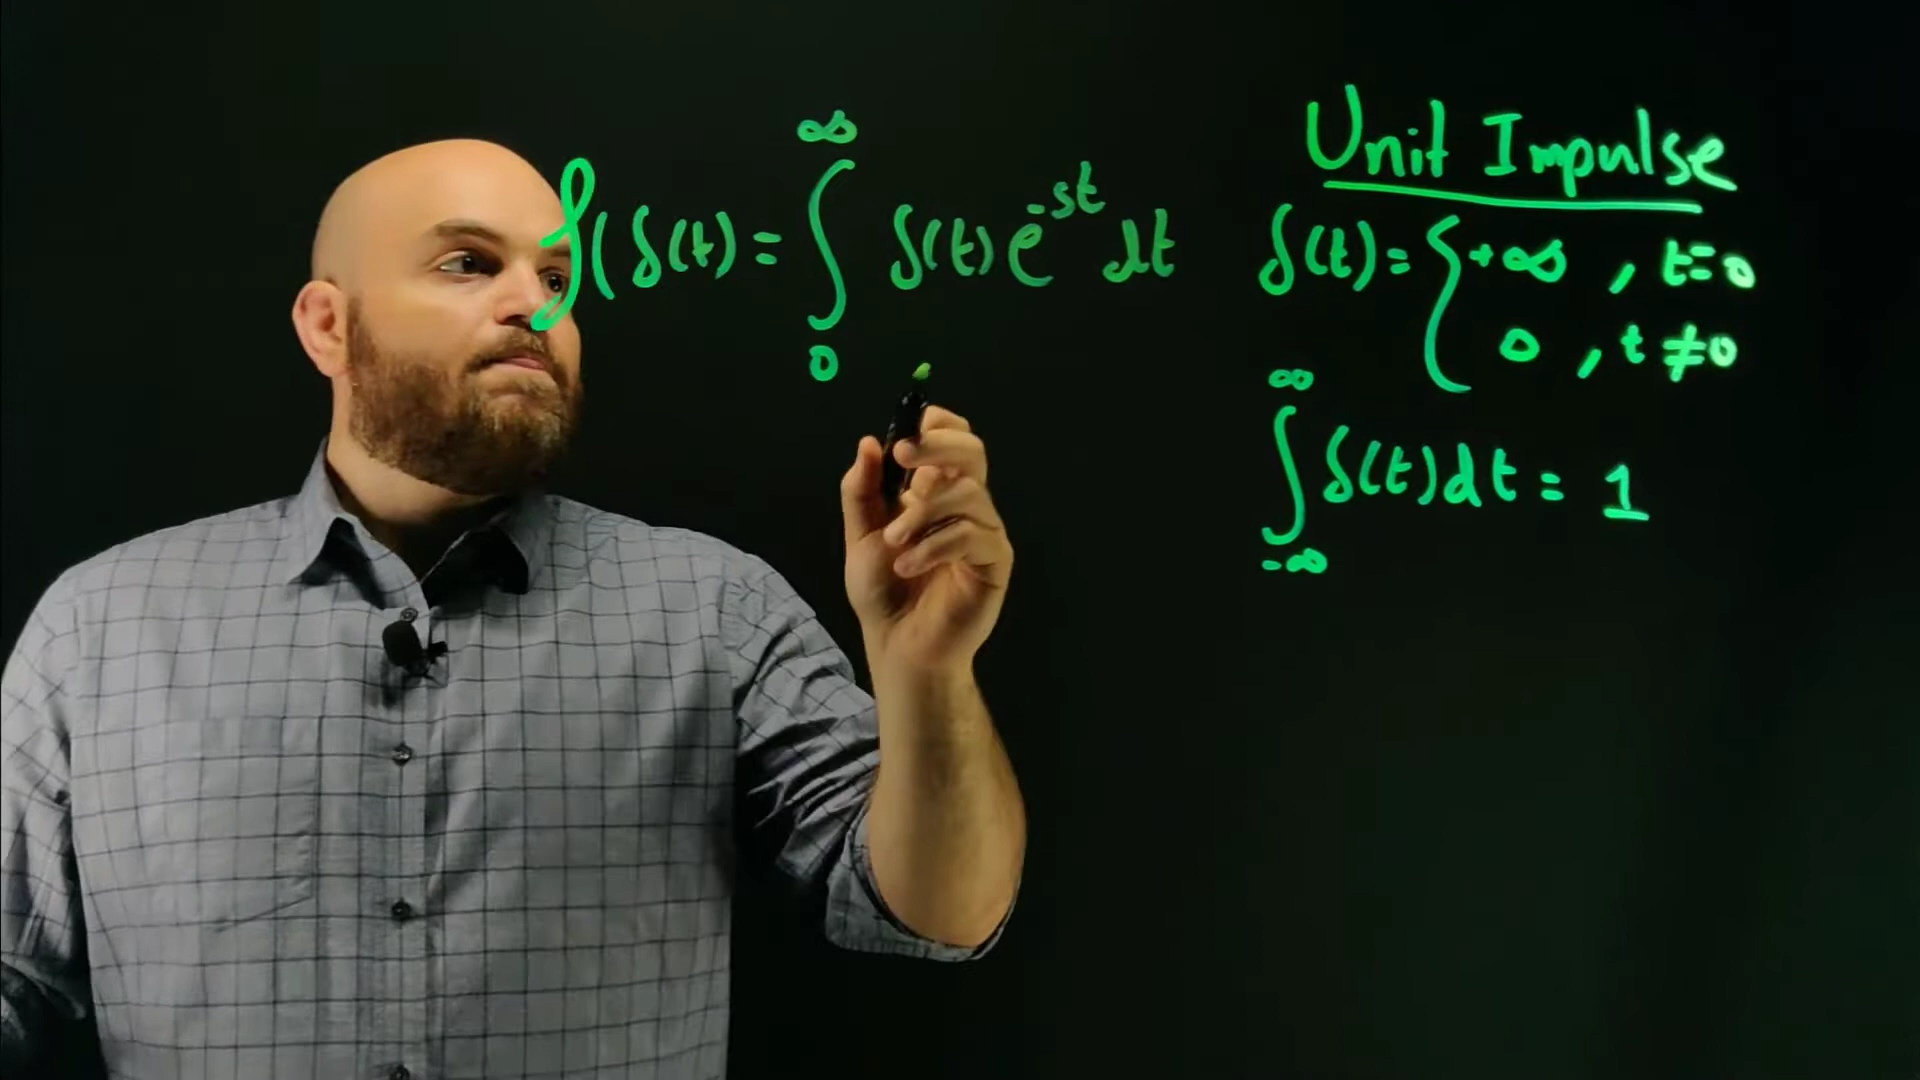 ℒ(δ(t) = ∫₀^∞ δ(t) e^-st dt
Unit Impulse
δ(t) = { +∞ , t=0
0 , t≠0
∫_-∞^∞ δ(t)dt = 1